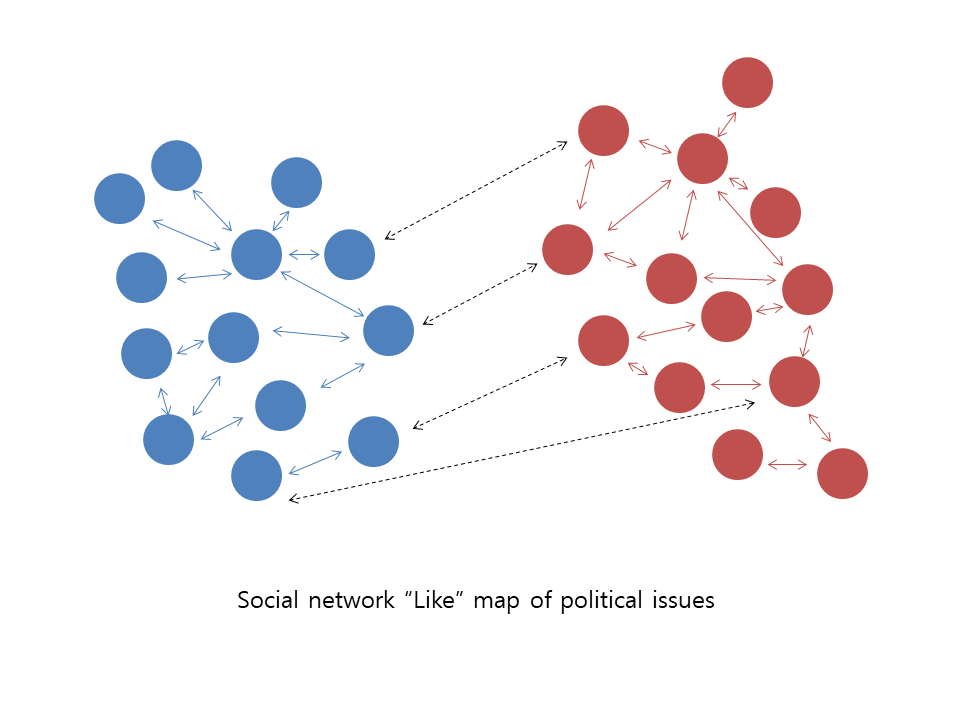 Social network “Like” map of political issues